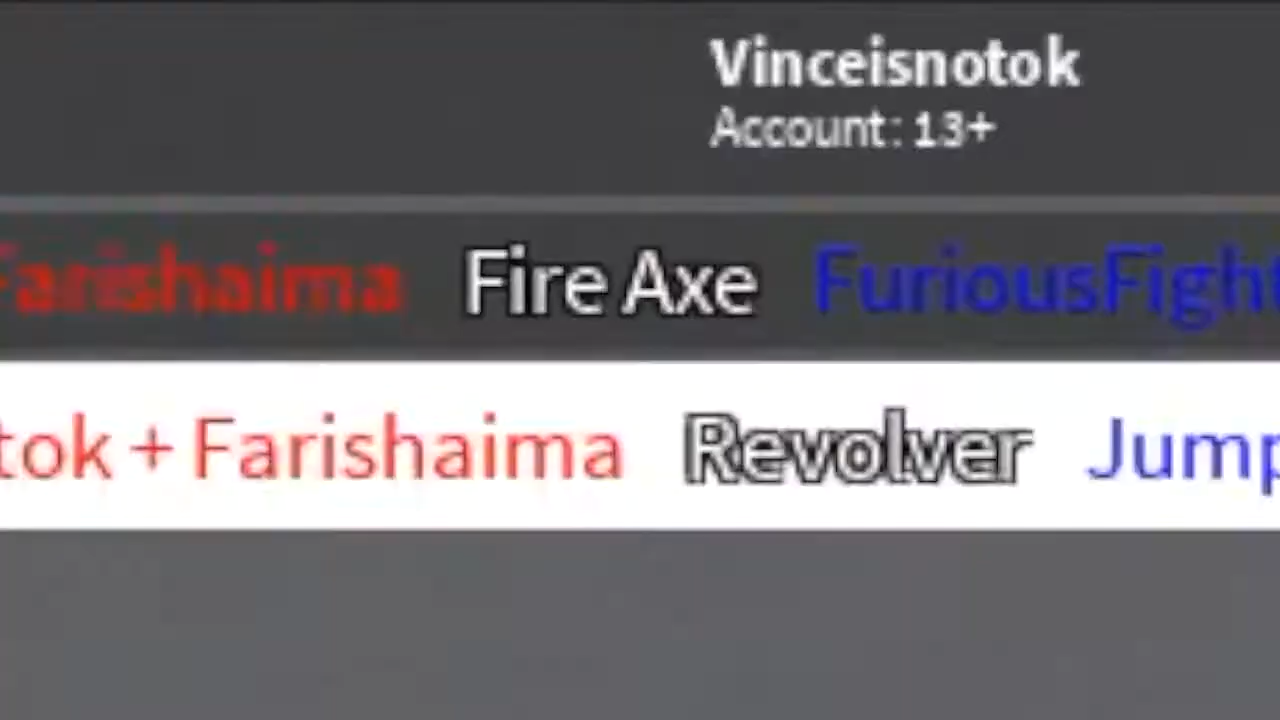 Vinceisnotok
Account: 13+
Farishaima Fire Axe FuriousFight
tok + Farishaima Revolver Jump